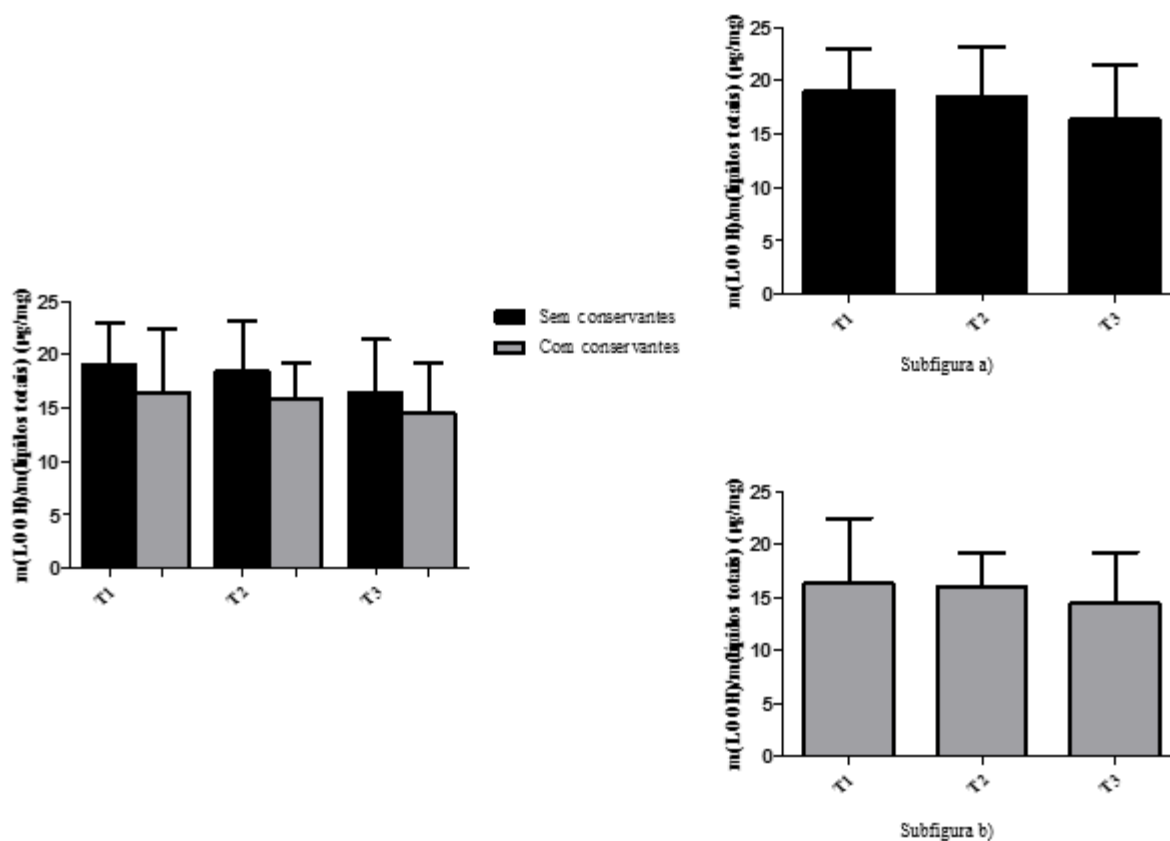 m(LOOH)/m(lípidos totais) (µg/mg)
25
20
15
10
5
0
T1
T2
T3
Sem conservantes
Com conservantes
m(LOOH)/m(lípidos totais) (µg/mg)
25
20
15
10
5
0
T1
T2
T3
Subfigura a)
m(LOOH)/m(lípidos totais) (µg/mg)
25
20
15
10
5
0
T1
T2
T3
Subfigura b)